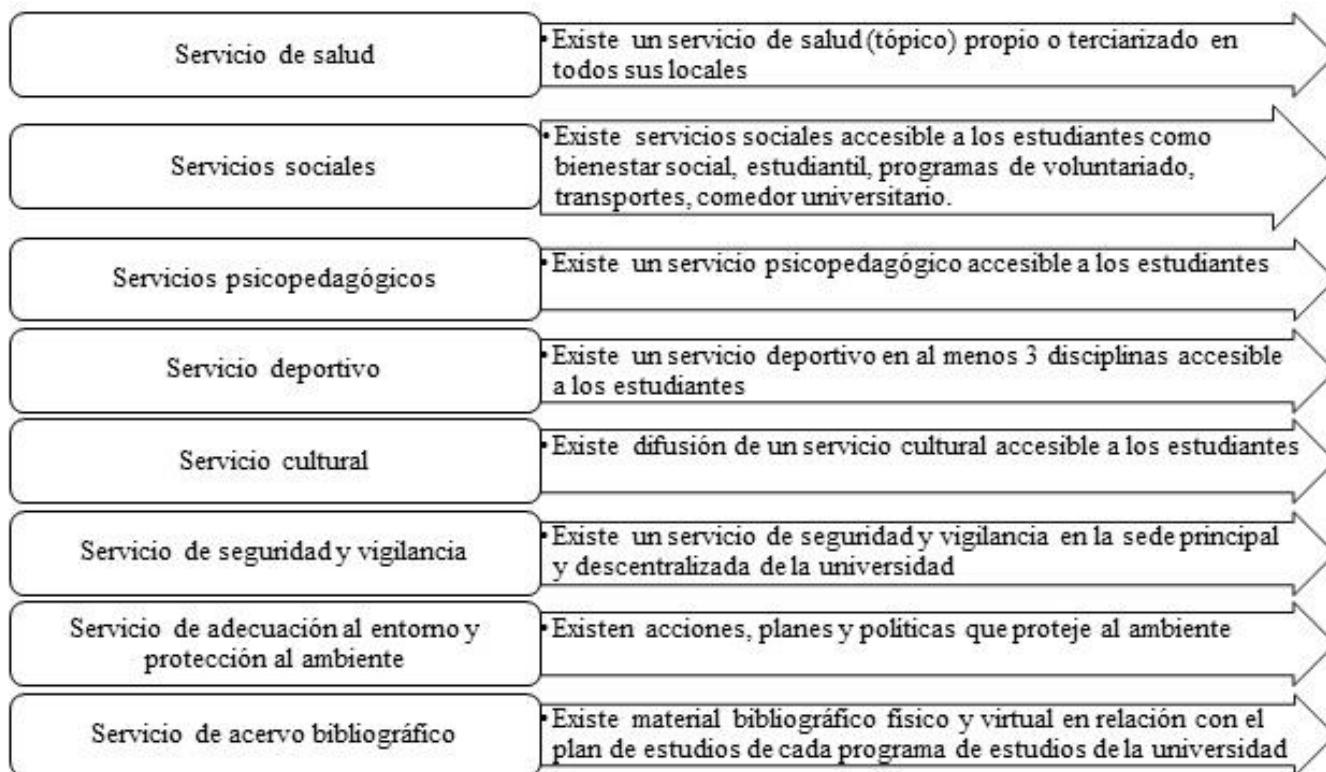 Servicio de salud
• Existe un servicio de salud (tópico) propio o terciarizado en
todos sus locales
Servicios sociales
• Existe servicios sociales accesible a los estudiantes como
bienestar social, estudiantil, programas de voluntariado,
transportes, comedor universitario.
Servicios psicopedagógicos
• Existe un servicio psicopedagógico accesible a los estudiantes
Servicio deportivo
• Existe un servicio deportivo en al menos 3 disciplinas accesible
a los estudiantes
Servicio cultural
• Existe difusión de un servicio cultural accesible a los estudiantes
Servicio de seguridad y vigilancia
• Existe un servicio de seguridad y vigilancia en la sede principal
y descentralizada de la universidad
Servicio de adecuación al entorno y
protección al ambiente
• Existen acciones, planes y políticas que proteje al ambiente
Servicio de acervo bibliográfico
• Existe material bibliográfico físico y virtual en relación con el
plan de estudios de cada programa de estudios de la universidad